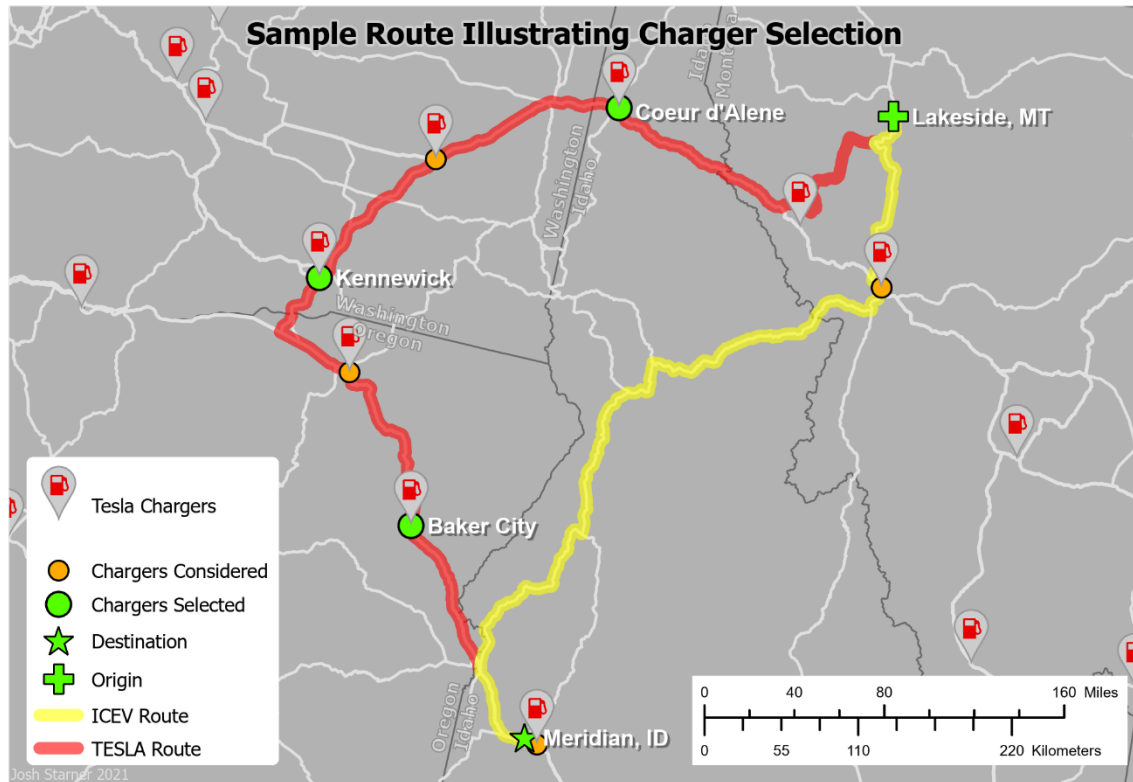 Sample Route Illustrating Charger Selection
Idaho
Montana
Coeur d'Alene
Lakeside, MT
Washington
Idaho
Kennewick
Washington
Oregon
Baker City
Oregon
Idaho
Meridian, ID
Tesla Chargers
Chargers Considered
Chargers Selected
Destination
Origin
ICEV Route
TESLA Route
0 40 80 160 Miles
0 55 110 220 Kilometers
Josh Starner 2021